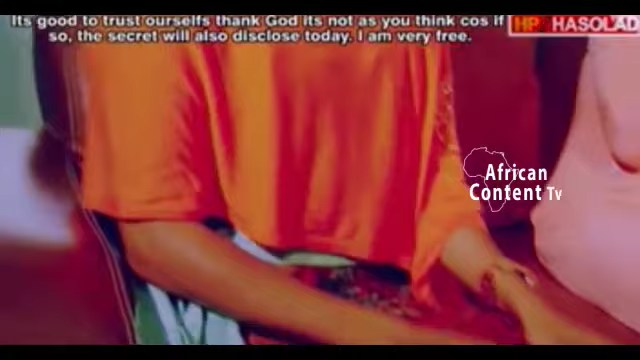 Its good to trust ourselfs thank God its not as you think cos if
so, the secret will also disclose today. I am very free.
HP HASOLAD
African
Content Tv